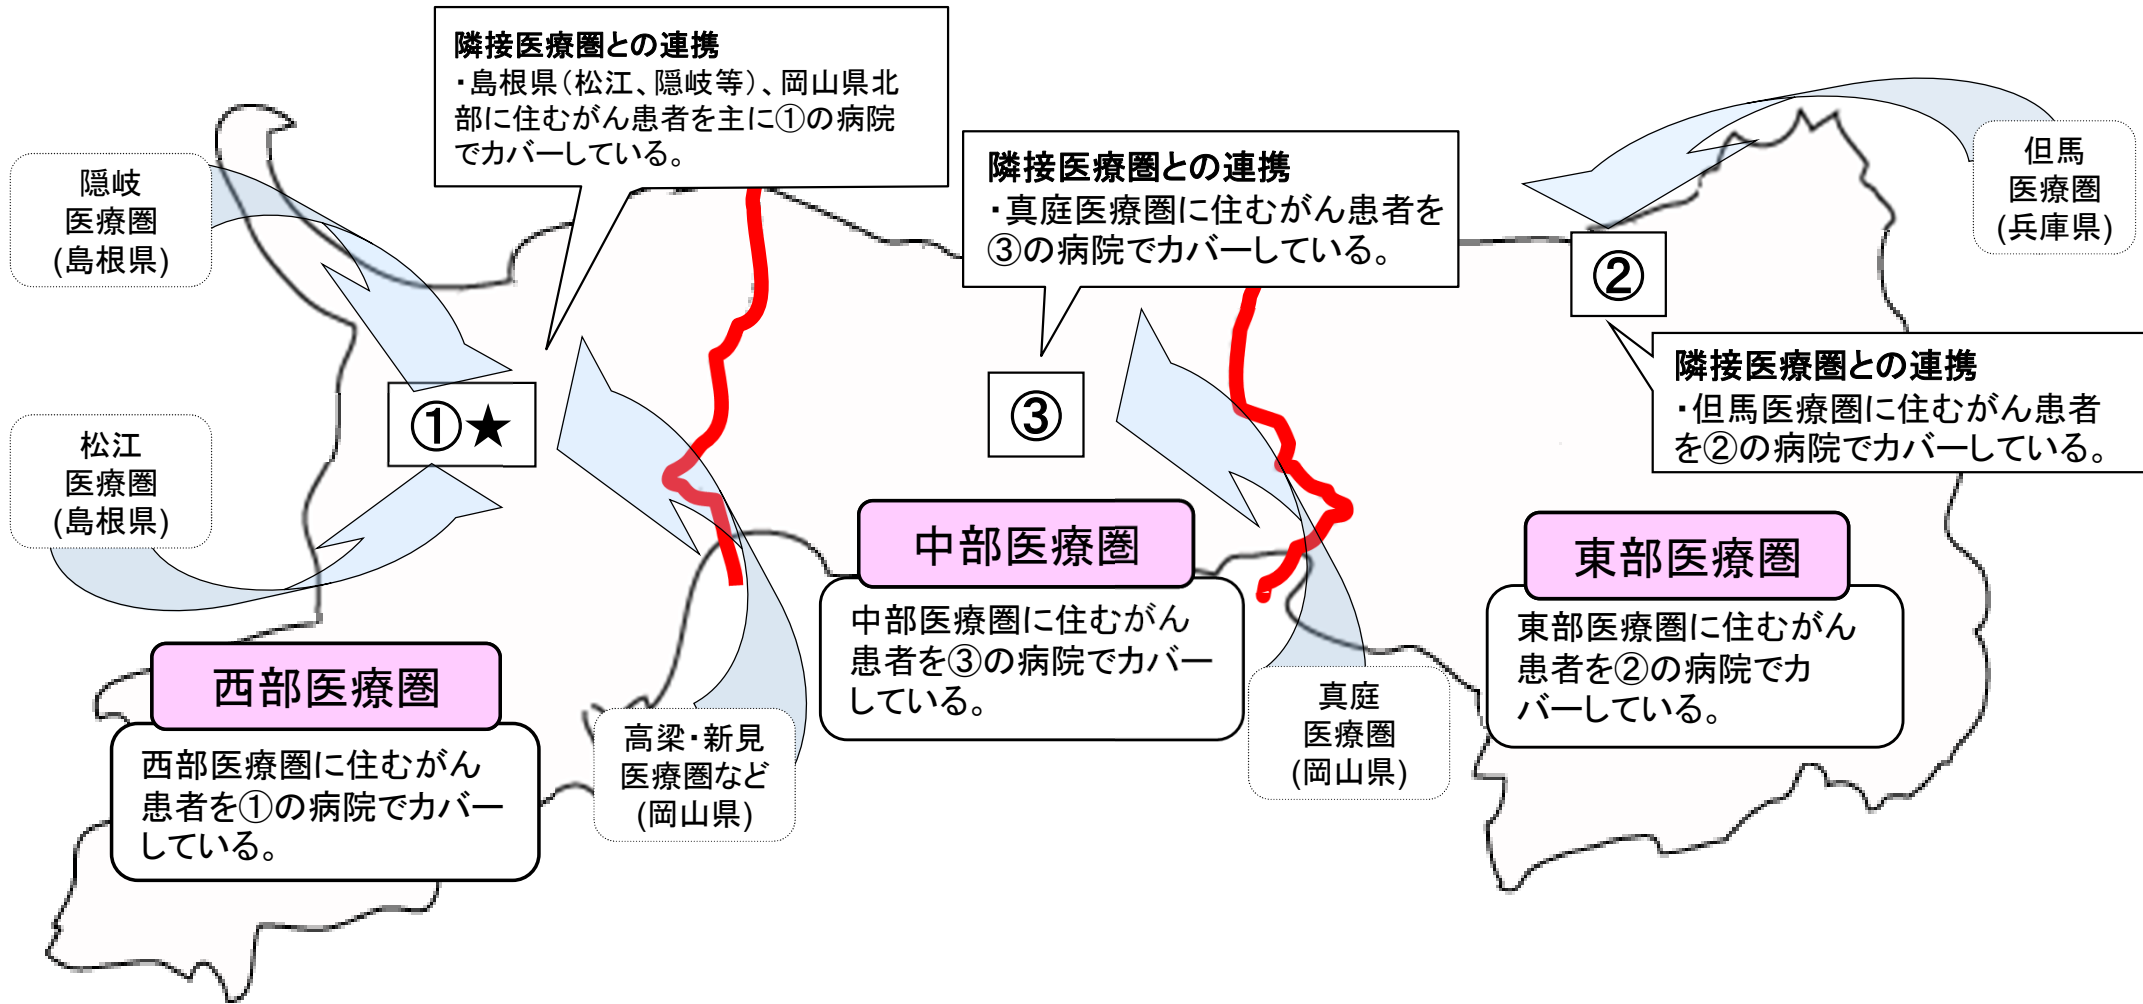 隣接医療圏との連携
・島根県（松江、隠岐等）、岡山県北
部に住むがん患者を主に①の病院
でカバーしている。
隣接医療圏との連携
・真庭医療圏に住むがん患者を
③の病院でカバーしている。
但馬
医療圏
(兵庫県)
隠岐
医療圏
(島根県)
②
隣接医療圏との連携
・但馬医療圏に住むがん患者
を②の病院でカバーしている。
①★
③
松江
医療圏
(島根県)
中部医療圏
中部医療圏に住むがん
患者を③の病院でカバー
している。
東部医療圏
東部医療圏に住むがん
患者を②の病院でカ
バーしている。
西部医療圏
西部医療圏に住むがん
患者を①の病院でカバー
している。
高梁・新見
医療圏など
(岡山県)
真庭
医療圏
(岡山県)